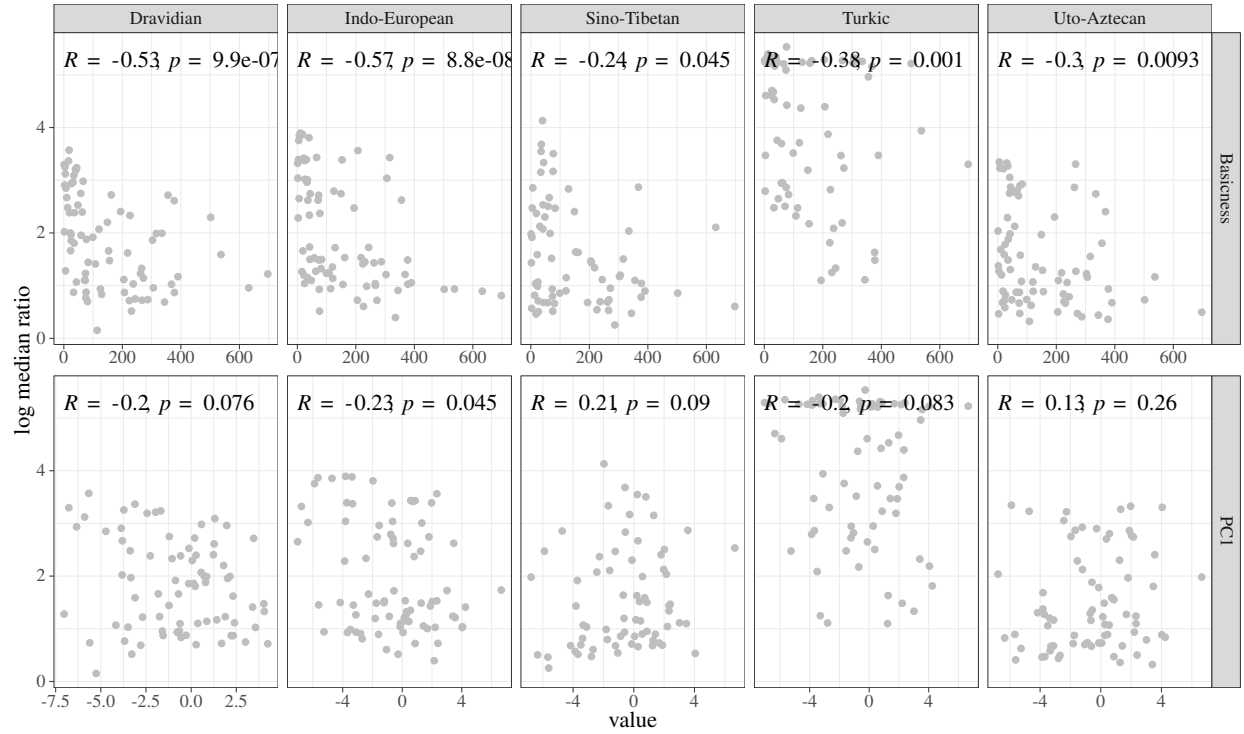 Dravidian Indo-European Sino-Tibetan Turkic Uto-Aztecan
R = -0.53, p = 9.9e-07 R = -0.57, p = 8.8e-08 R = -0.24, p = 0.045 R = -0.38, p = 0.001 R = -0.3, p = 0.0093
Basicness
4
2
0
0 200 400 600 0 200 400 600 0 200 400 600 0 200 400 600 0 200 400 600
log median ratio
R = -0.2, p = 0.076 R = -0.23, p = 0.045 R = 0.21, p = 0.09 R = -0.2, p = 0.083 R = 0.13, p = 0.26
PC1
4
2
0
-7.5 -5.0 -2.5 0.0 2.5 -4 0 4 -4 0 4 -4 0 4 -4 0 4
value